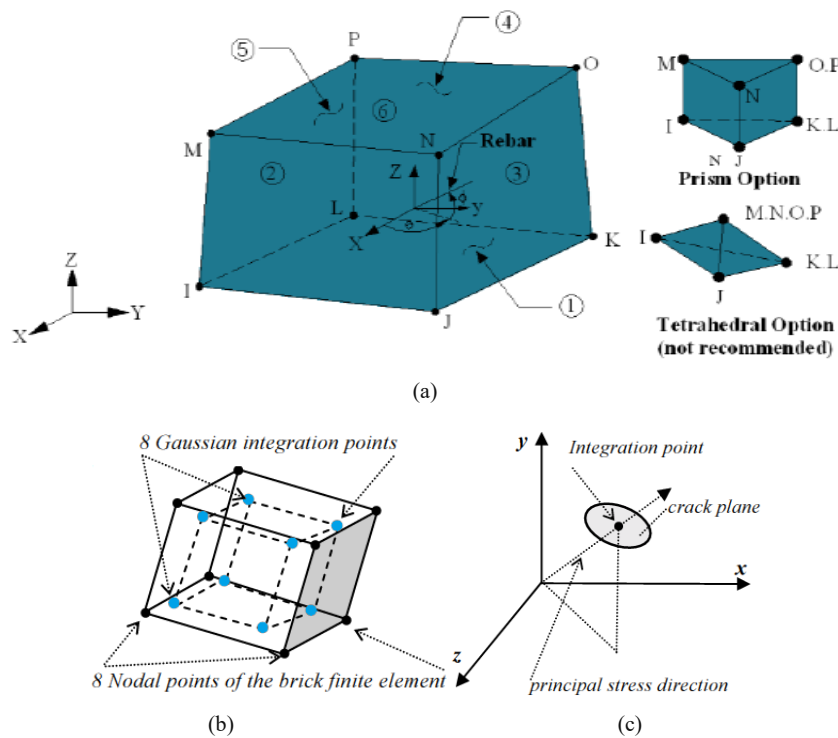 P
④
⑤
O
⑥
M
N
Rebar
②
Z
③
ϕ
L
y
X
θ
K
I
①
J
Z
Y
X
M
O.P
N
I
K.L
N J
Prism Option
M.N.O.P
I
K.L
J
Tetrahedral Option
(not recommended)
(a)
8 Gaussian integration points
8 Nodal points of the brick finite element
(b)
y
Integration point
crack plane
x
z
principal stress direction
(c)